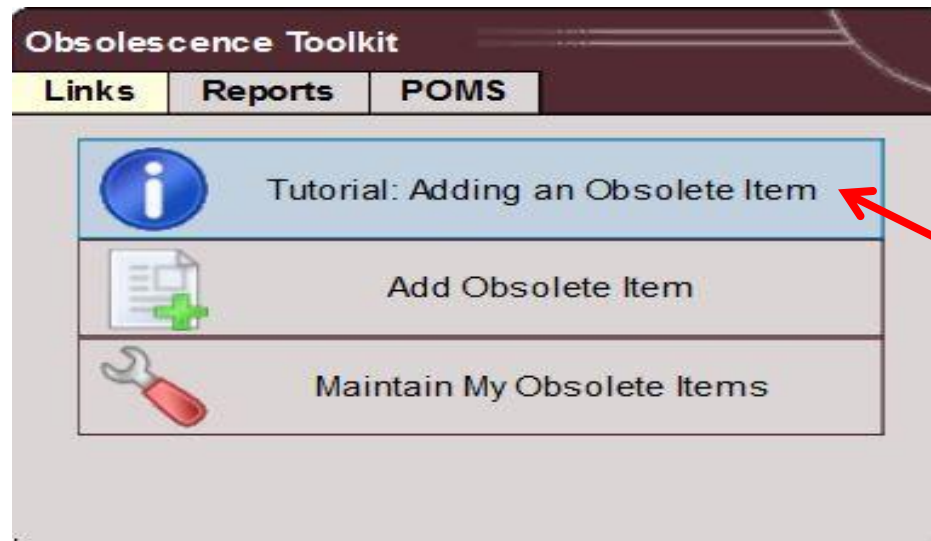 Obsolescence Toolkit
Links Reports POMS
Tutorial: Adding an Obsolete Item
Add Obsolete Item
Maintain My Obsolete Items